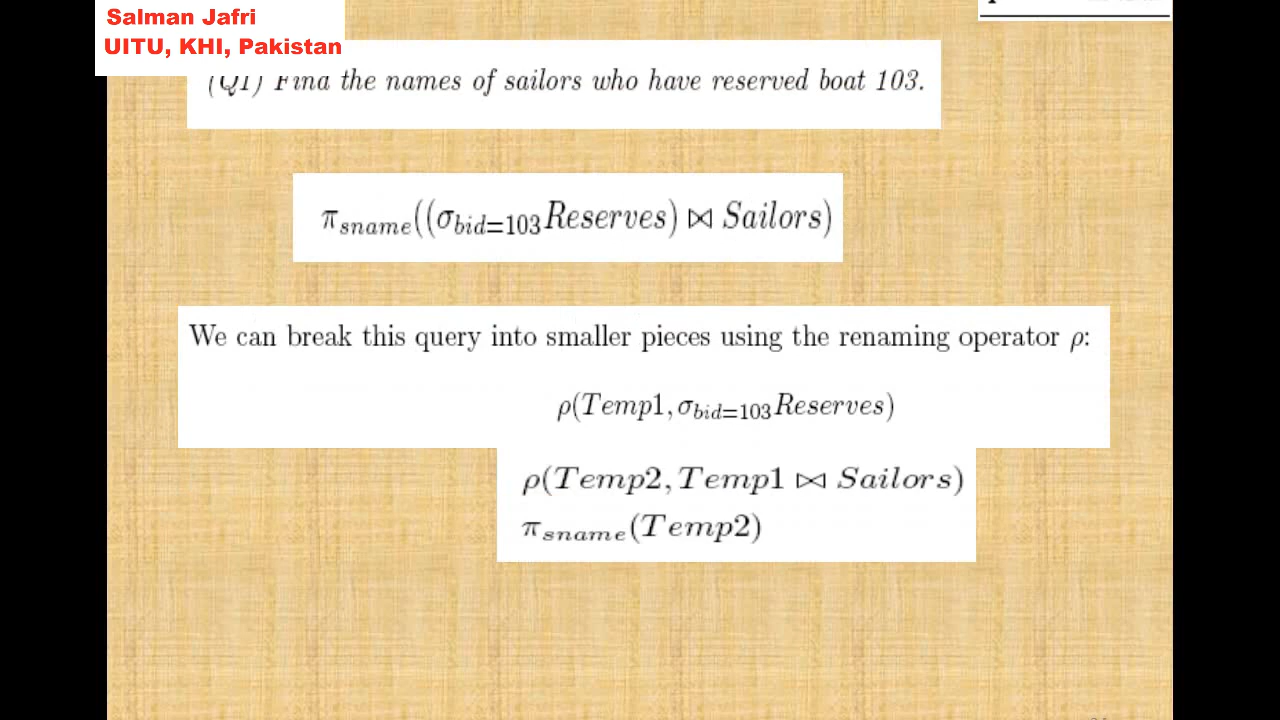 Salman Jafri
UITU, KHI, Pakistan
(Q1) Find the names of sailors who have reserved boat 103.
π_sname((σ_bid=103 Reserves) ⋈ Sailors)
We can break this query into smaller pieces using the renaming operator ρ:
ρ(Temp1, σ_bid=103 Reserves)
ρ(Temp2, Temp1 ⋈ Sailors)
π_sname(Temp2)